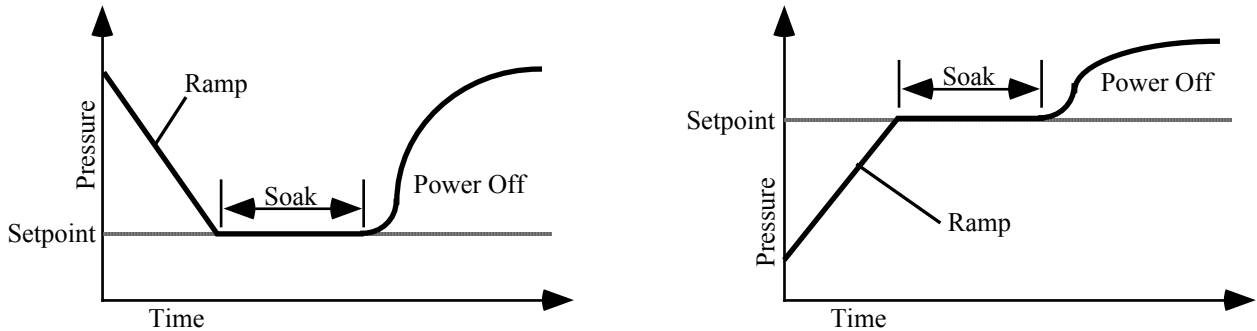 Pressure
Ramp
Soak
Power Off
Setpoint
Time
Soak
Power Off
Setpoint
Pressure
Ramp
Time